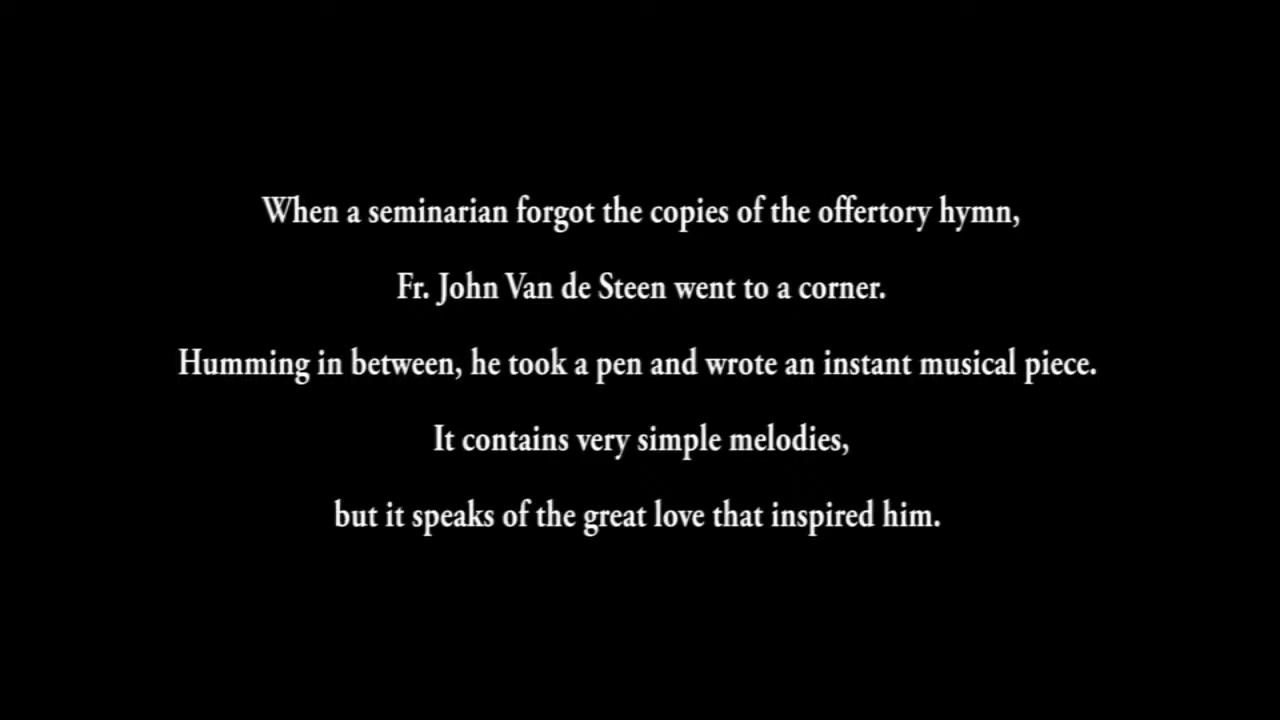 When a seminarian forgot the copies of the offertory hymn,
Fr. John Van de Steen went to a corner.
Humming in between, he took a pen and wrote an instant musical piece.
It contains very simple melodies,
but it speaks of the great love that inspired him.